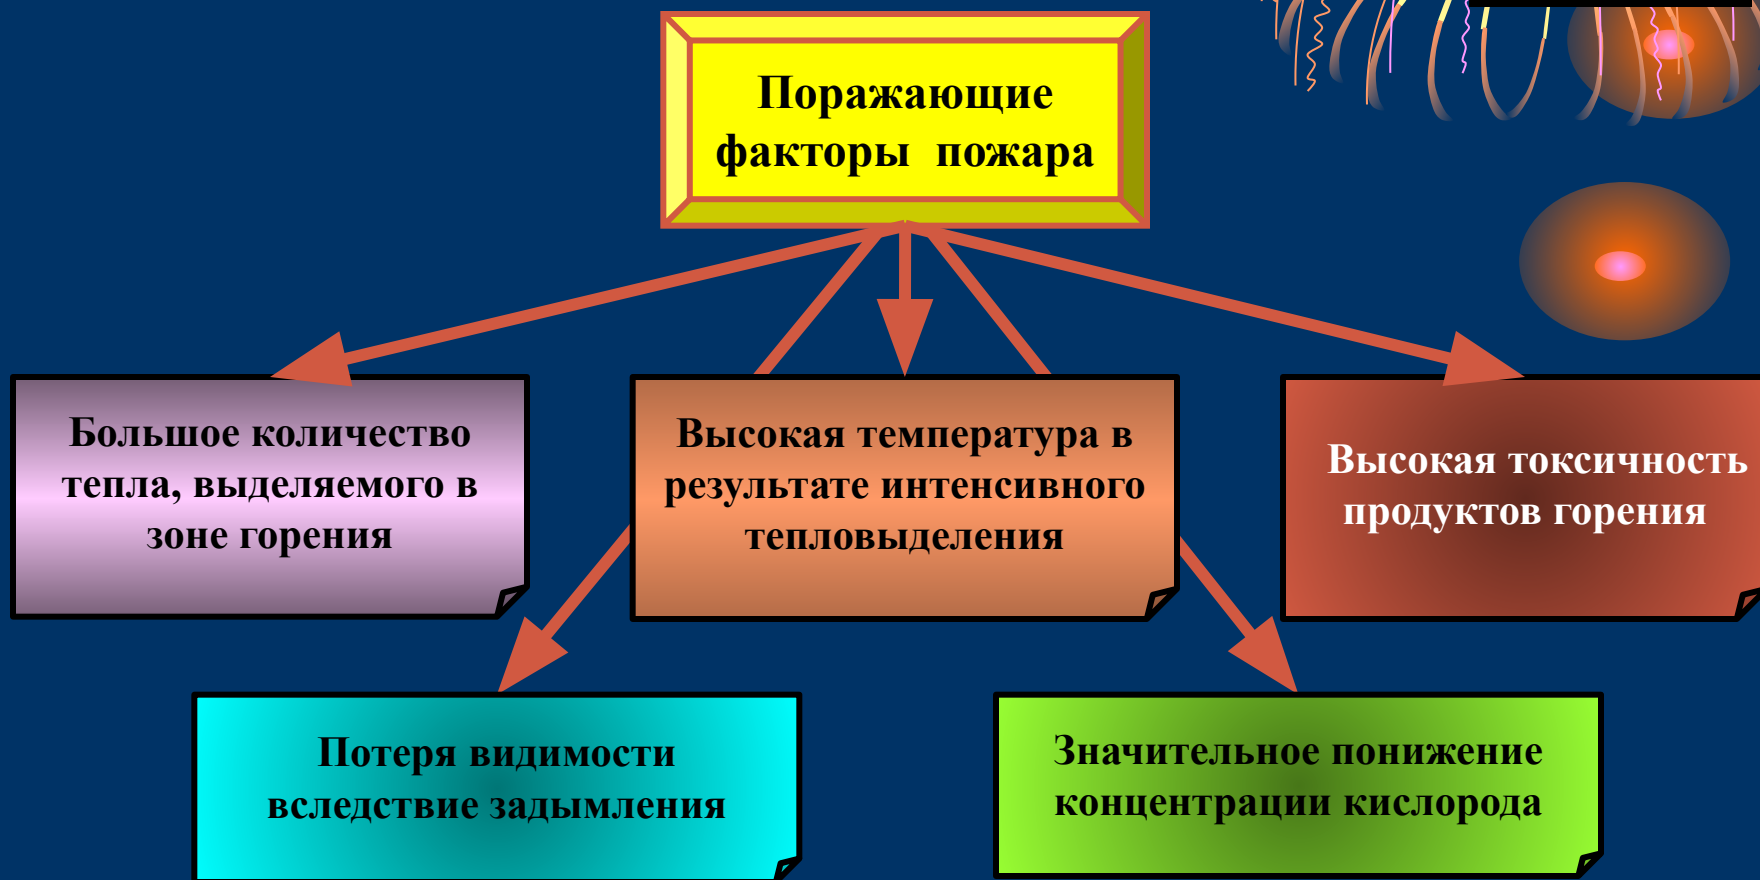 Поражающие
факторы пожара
Большое количество
тепла, выделяемого в
зоне горения
Высокая температура в
результате интенсивного
тепловыделения
Высокая токсичность
продуктов горения
Потеря видимости
вследствие задымления
Значительное понижение
концентрации кислорода